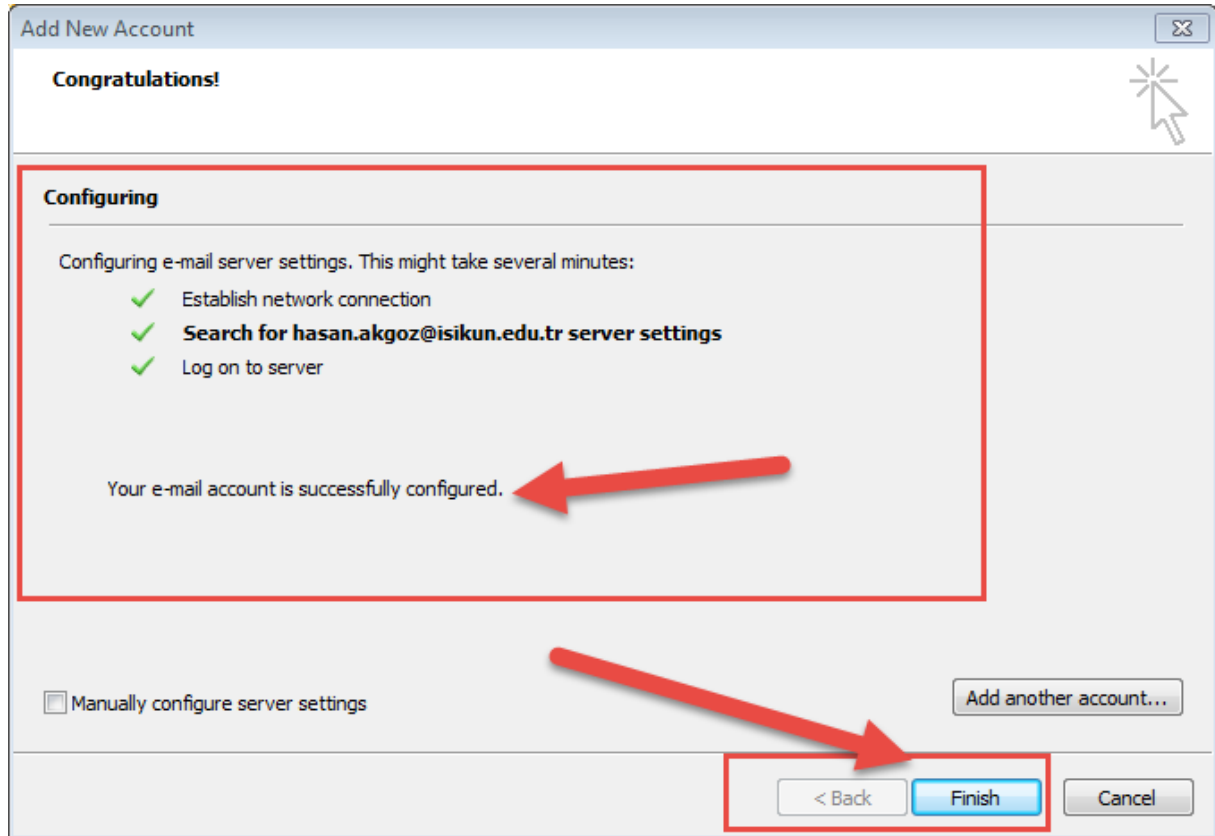 Add New Account
Congratulations!
Configuring
Configuring e-mail server settings. This might take several minutes:
Establish network connection
Search for hasan.akgoz@isikun.edu.tr server settings
Log on to server
Your e-mail account is successfully configured.
Manually configure server settings
Add another account...
< Back
Finish
Cancel